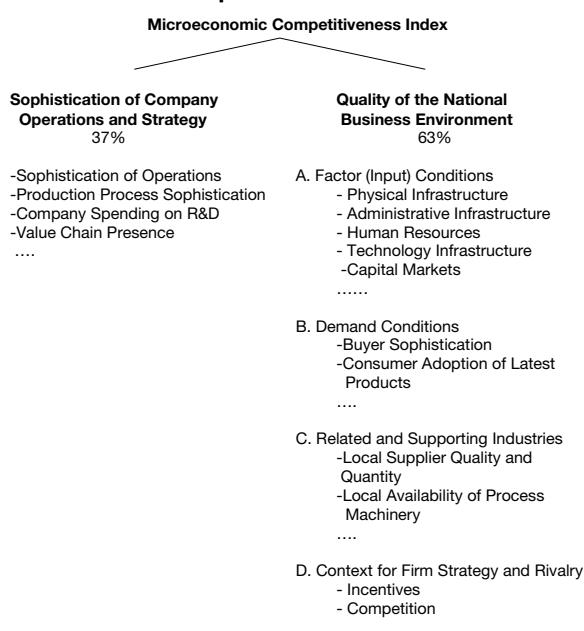 Microeconomic Competitiveness Index
Sophistication of Company
Operations and Strategy
37%
-Sophistication of Operations
-Production Process Sophistication
-Company Spending on R&D
-Value Chain Presence
....
Quality of the National
Business Environment
63%
A. Factor (Input) Conditions
- Physical Infrastructure
- Administrative Infrastructure
- Human Resources
- Technology Infrastructure
-Capital Markets
......
B. Demand Conditions
-Buyer Sophistication
-Consumer Adoption of Latest
Products
....
C. Related and Supporting Industries
-Local Supplier Quality and
Quantity
-Local Availability of Process
Machinery
....
D. Context for Firm Strategy and Rivalry
- Incentives
- Competition